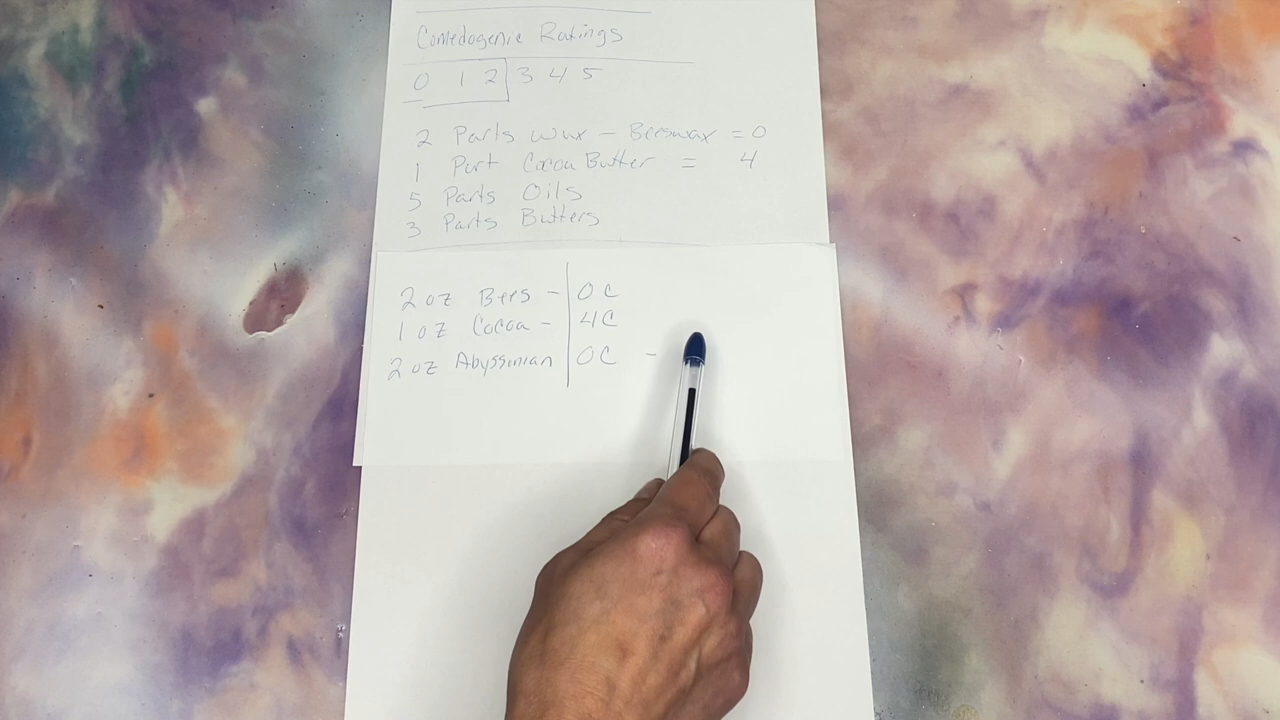 Comedogenic Ratings
0 1 2 3 4 5
2 Parts wax - Beeswax = 0
1 Part Cocoa Butter = 4
5 Parts Oils
3 Parts Butters
2 oz Bees - 0 C
1 oz Cocoa - 4C
2 oz Abyssinian 0 C -